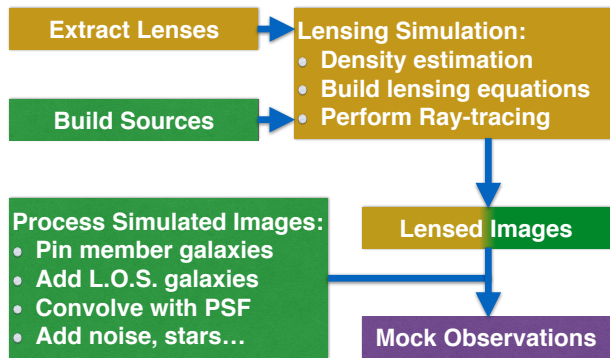 Extract Lenses
Build Sources
Lensing Simulation:
Density estimation
Build lensing equations
Perform Ray-tracing
Lensed Images
Process Simulated Images:
Pin member galaxies
Add L.O.S. galaxies
Convolve with PSF
Add noise, stars…
Mock Observations